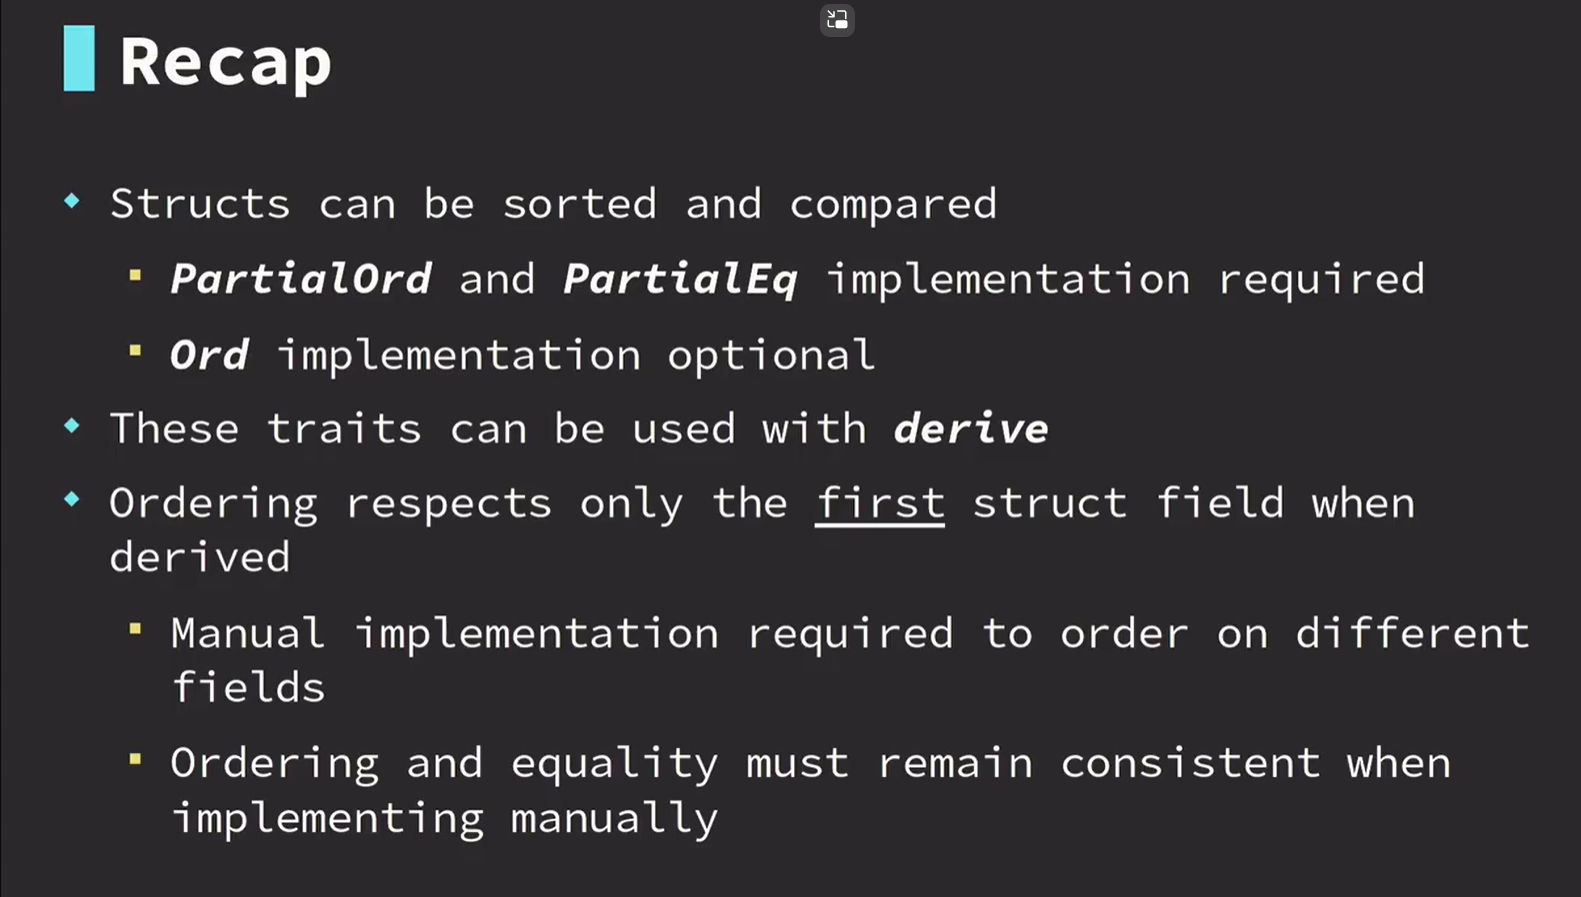 Recap
Structs can be sorted and compared
PartialOrd and PartialEq implementation required
Ord implementation optional
These traits can be used with derive
Ordering respects only the first struct field when
derived
Manual implementation required to order on different
fields
Ordering and equality must remain consistent when
implementing manually